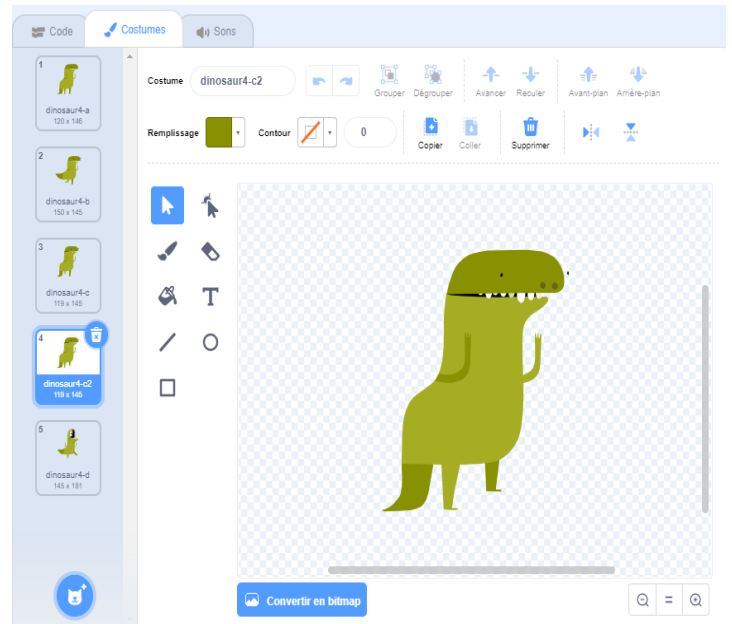 Code
Costumes
Sons
1
dinosaur4-a
120 x 146
2
dinosaur4-b
150 x 145
3
dinosaur4-c
119 x 145
4
dinosaur4-c2
119 x 145
5
dinosaur4-d
145 x 181
Costume dinosaur4-c2
Grouper Dégrouper Avancer Reculer Avant-plan Arrière-plan
Remplissage Contour 0
Copier Coller Supprimer
T
Convertir en bitmap
=